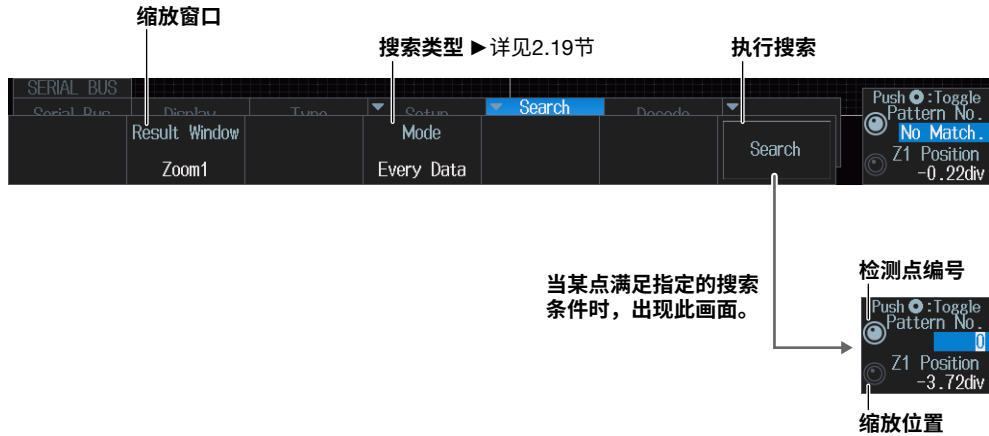 缩放窗口
搜索类型 ▶详见2.19节
执行搜索
SERIAL BUS
Serial Bus Display Type Setup Search Decode
Result Window
Mode
Search
Zoom1
Every Data
Push :Toggle
Pattern No.
No Match.
Z1 Position
-0.22div
当某点满足指定的搜索
条件时，出现此画面。
检测点编号
Push :Toggle
Pattern No.
0
Z1 Position
-3.72div
缩放位置